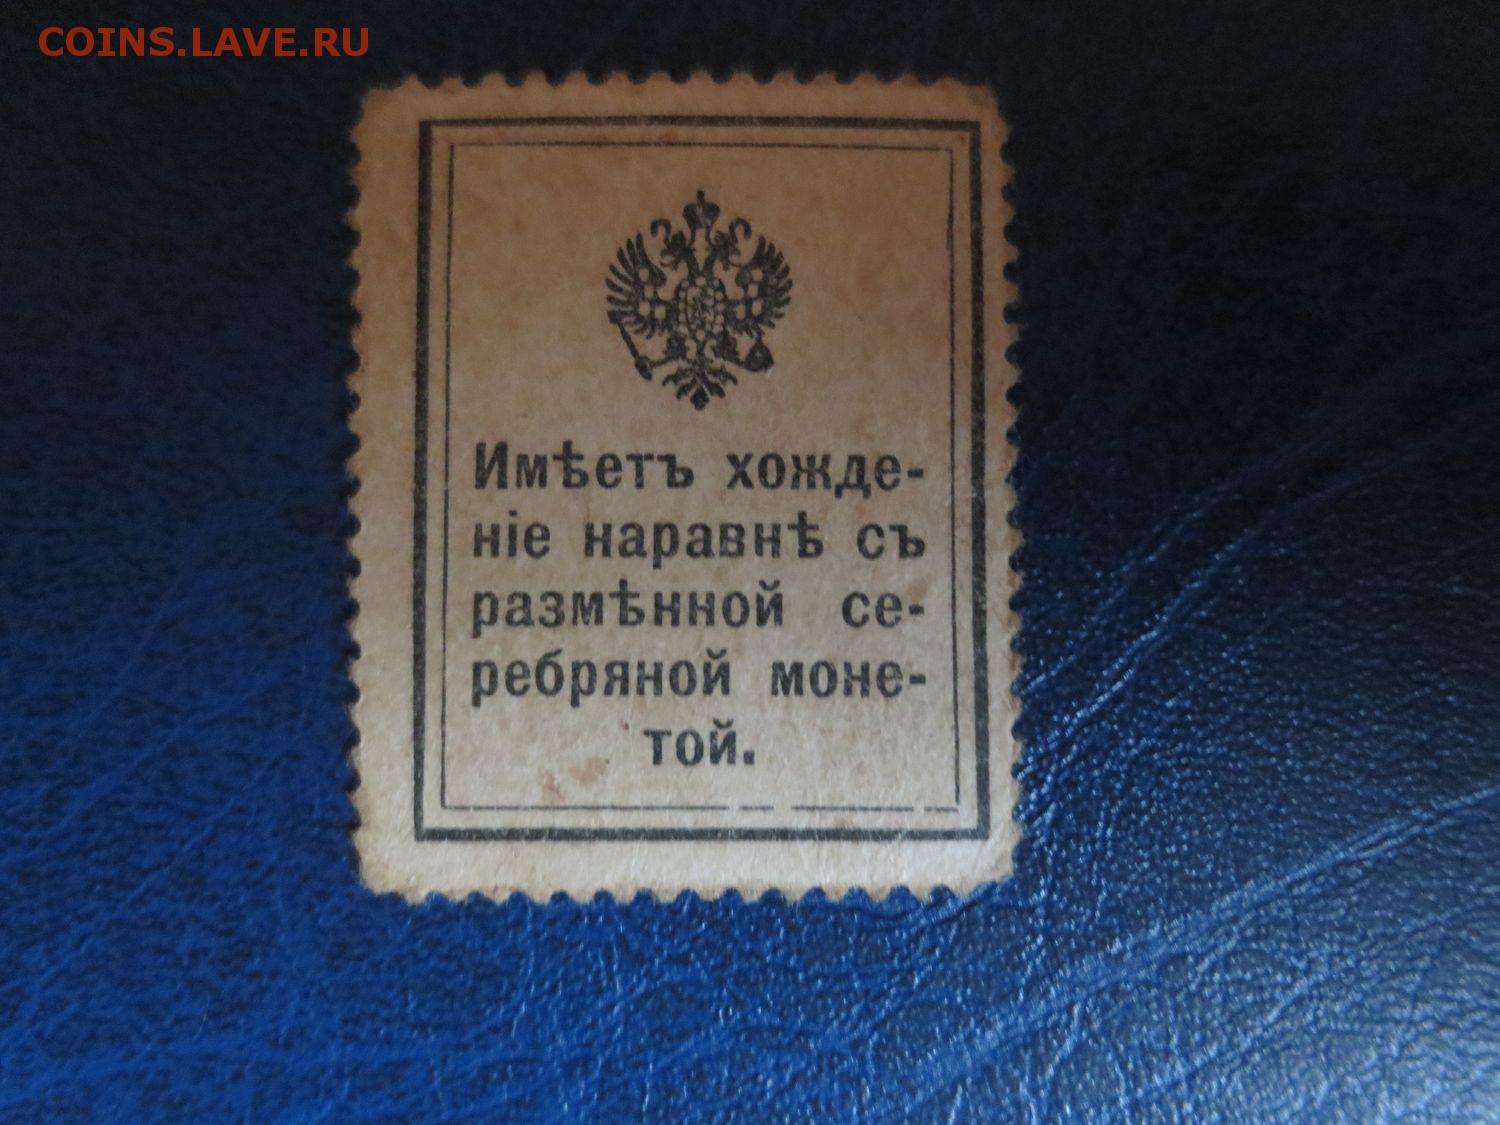 COINS.LAVE.RU
Имѣетъ хожде-
ніе наравнѣ съ
размѣнной се-
ребряной моне-
той.